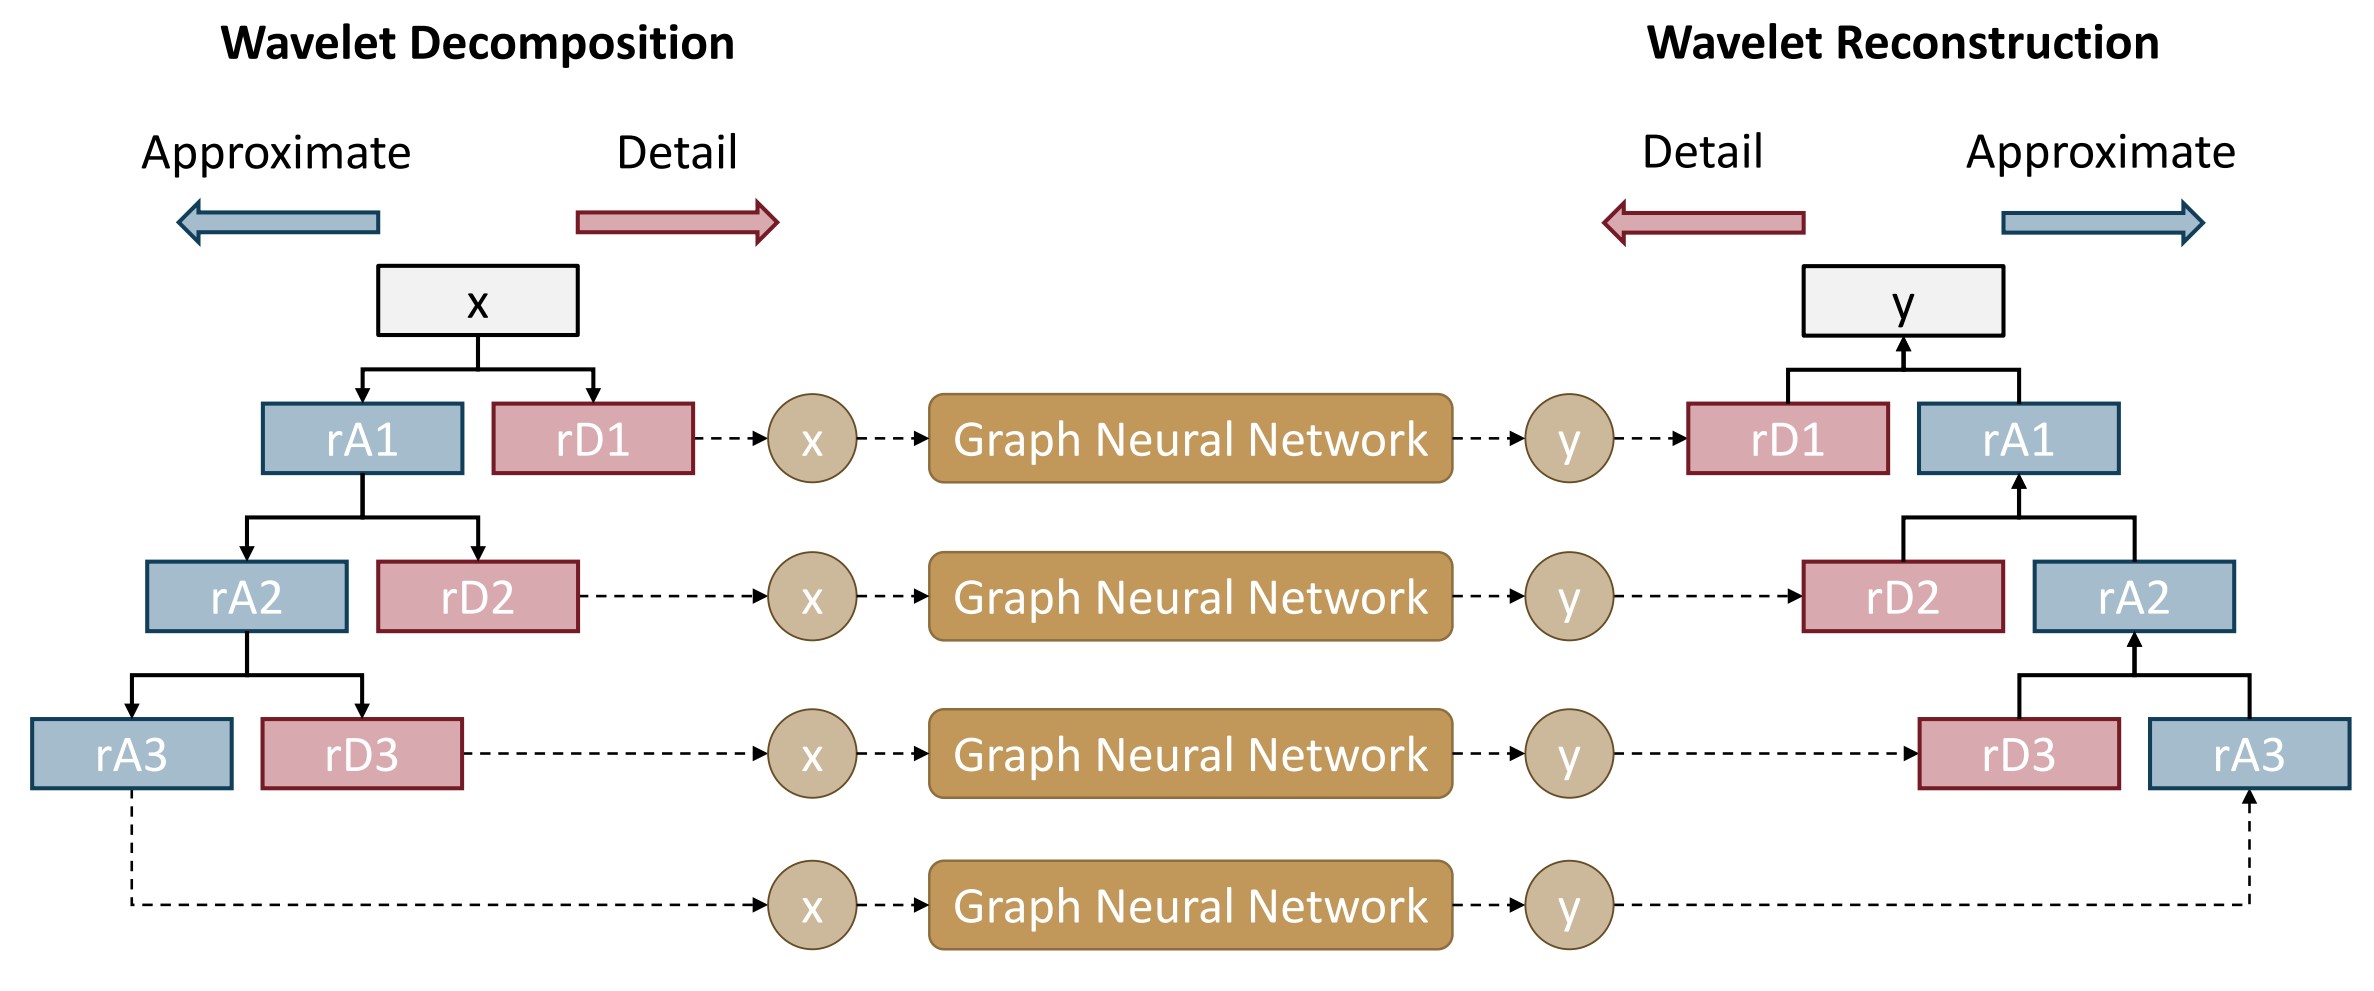 Wavelet Decomposition
Wavelet Reconstruction
Approximate
Detail
Detail
Approximate
x
y
rA1
rD1
x
Graph Neural Network
y
rD1
rA1
rA2
rD2
x
Graph Neural Network
y
rD2
rA2
rA3
rD3
x
Graph Neural Network
y
rD3
rA3
x
Graph Neural Network
y